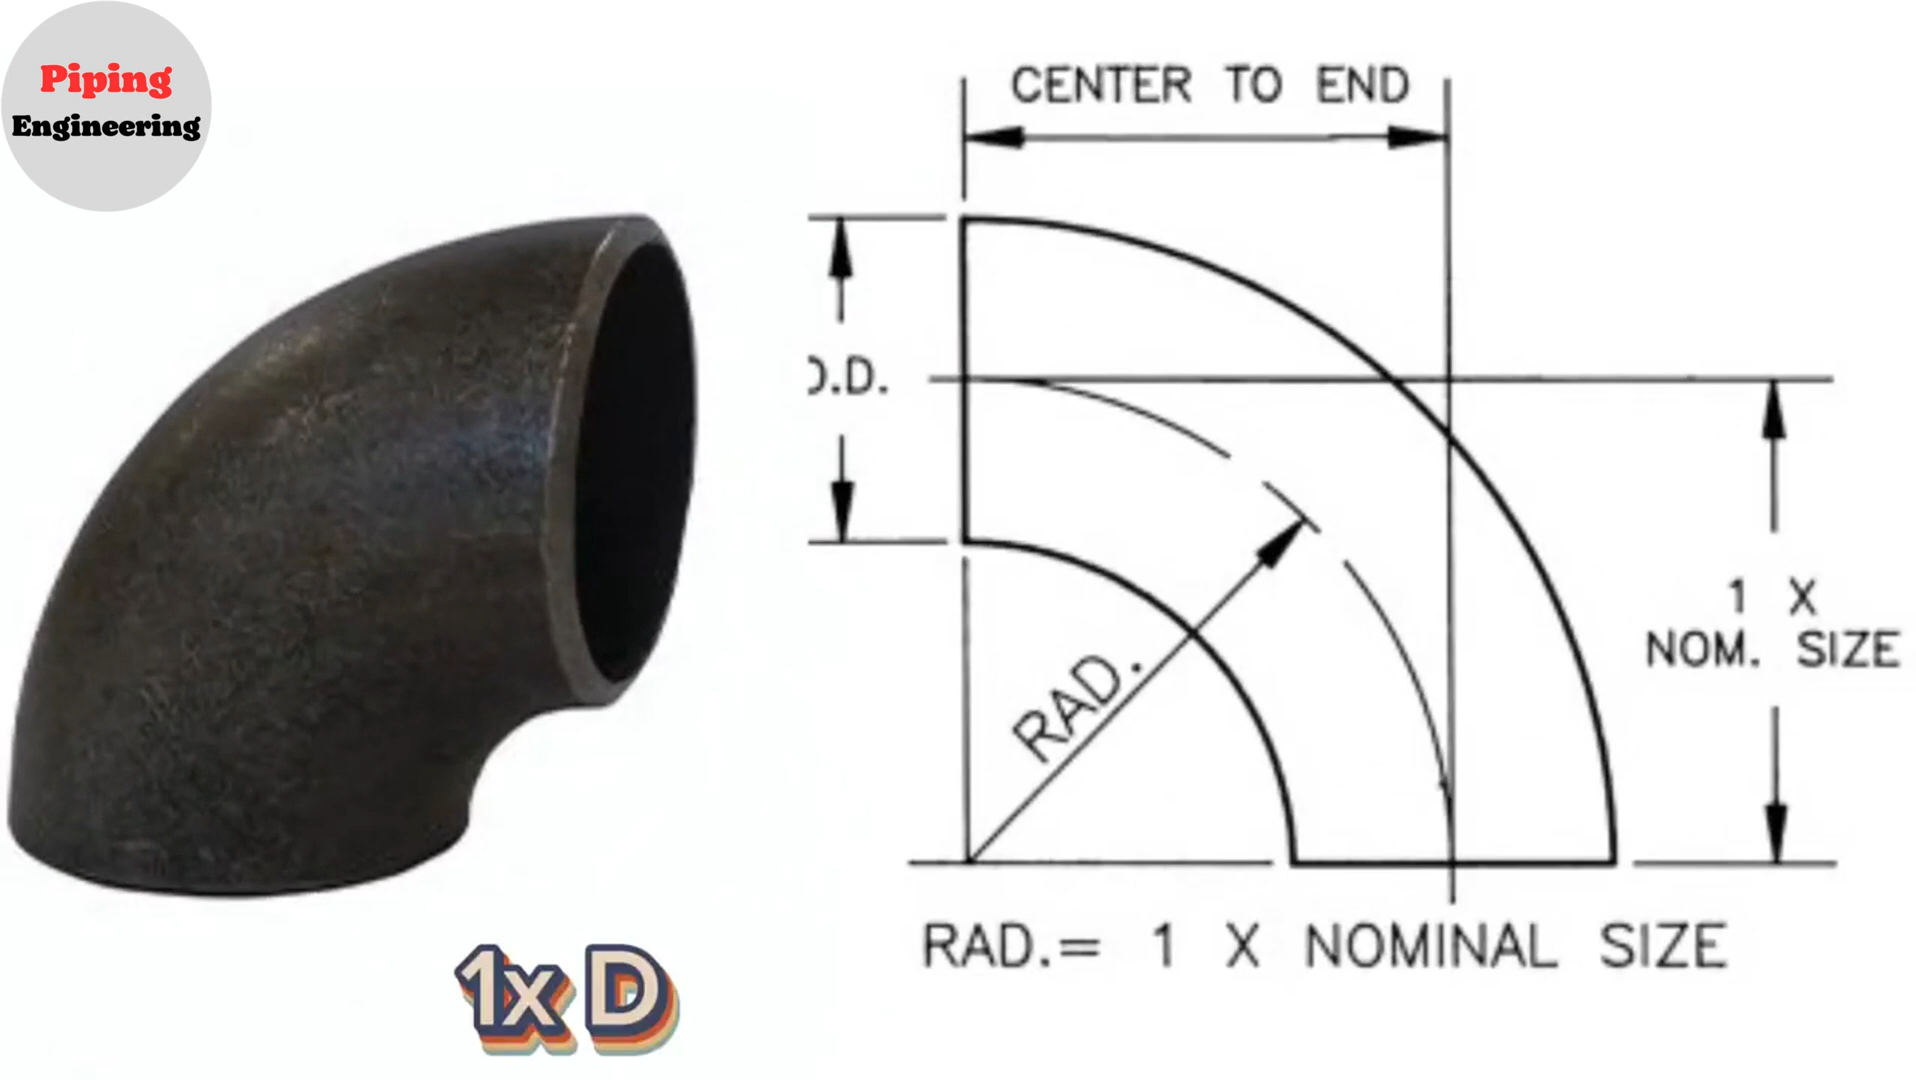 Piping
Engineering
CENTER TO END
O.D.
RAD.
1 X
NOM. SIZE
RAD.= 1 X NOMINAL SIZE
1x D